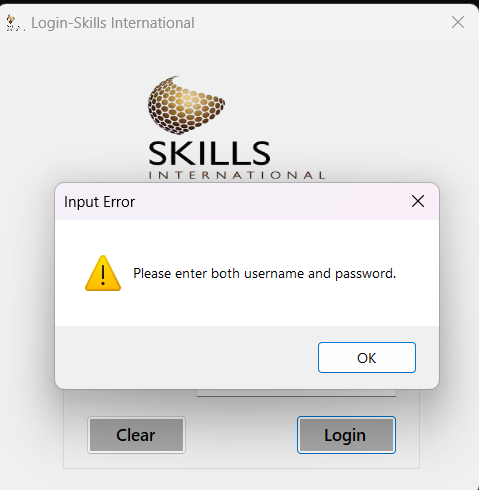 Login-Skills International
SKILLS
INTERNATIONAL
Input Error
Please enter both username and password.
OK
Clear
Login